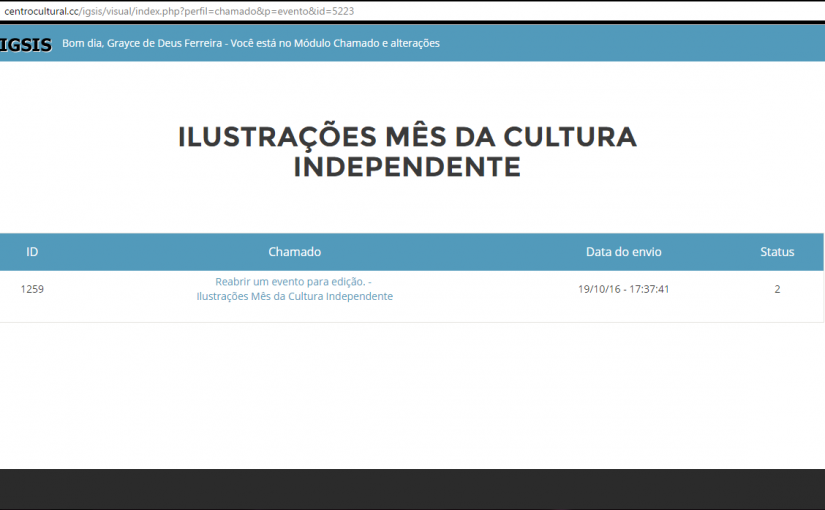 centrocultural.cc/igsis/visual/index.php?perfil=chamado&p=evento&id=5223
IGSIS Bom dia, Grayce de Deus Ferreira - Você está no Módulo Chamado e alterações
ILUSTRAÇÕES MÊS DA CULTURA
INDEPENDENTE
ID Chamado Data do envio Status
Reabrir um evento para edição. -
1259 19/10/16 - 17:37:41 2
Ilustrações Mês da Cultura Independente